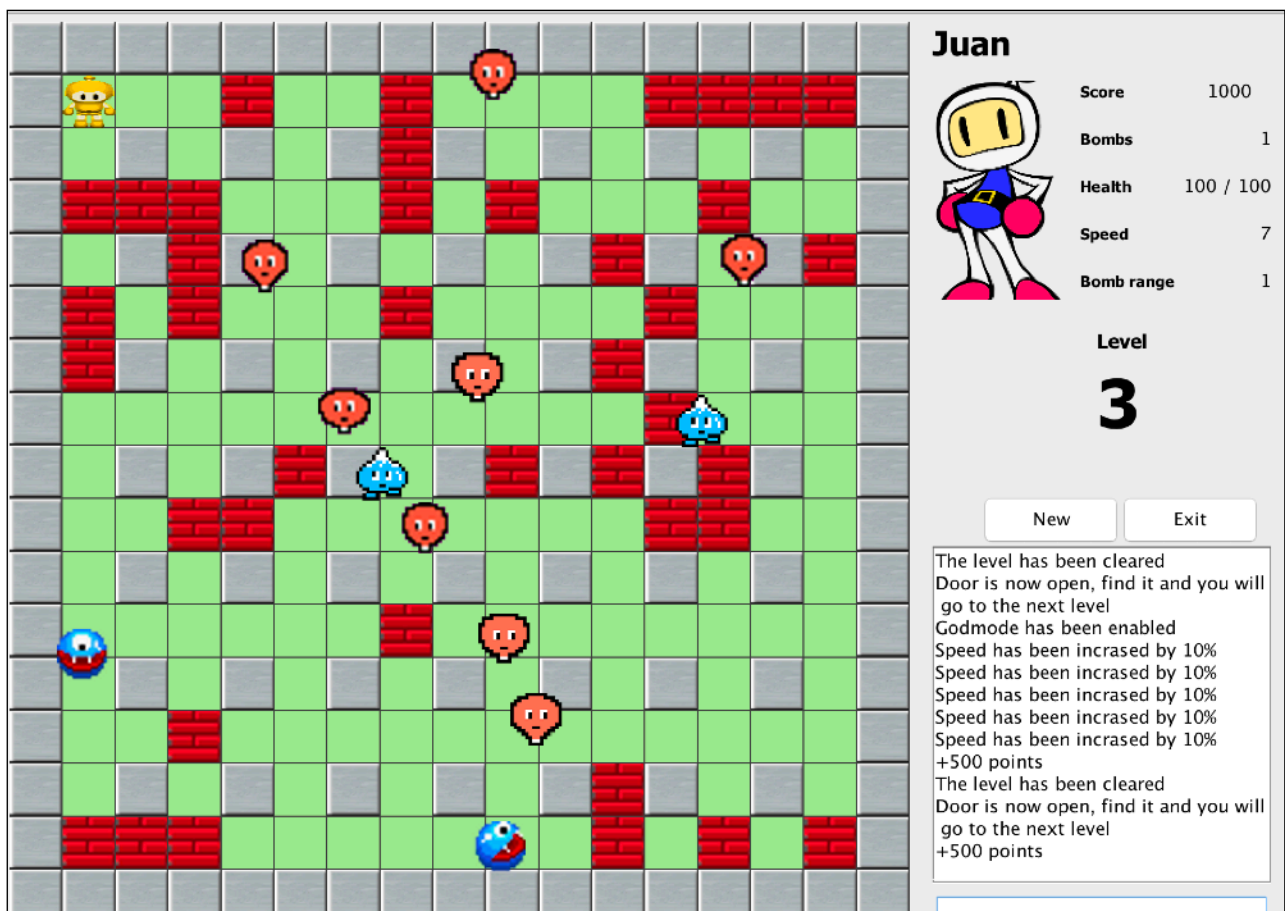 Juan
Score 1000
Bombs 1
Health 100 / 100
Speed 7
Bomb range 1
Level
3
New Exit
The level has been cleared
Door is now open, find it and you will
go to the next level
Godmode has been enabled
Speed has been incrased by 10%
Speed has been incrased by 10%
Speed has been incrased by 10%
Speed has been incrased by 10%
Speed has been incrased by 10%
+500 points
The level has been cleared
Door is now open, find it and you will
go to the next level
+500 points